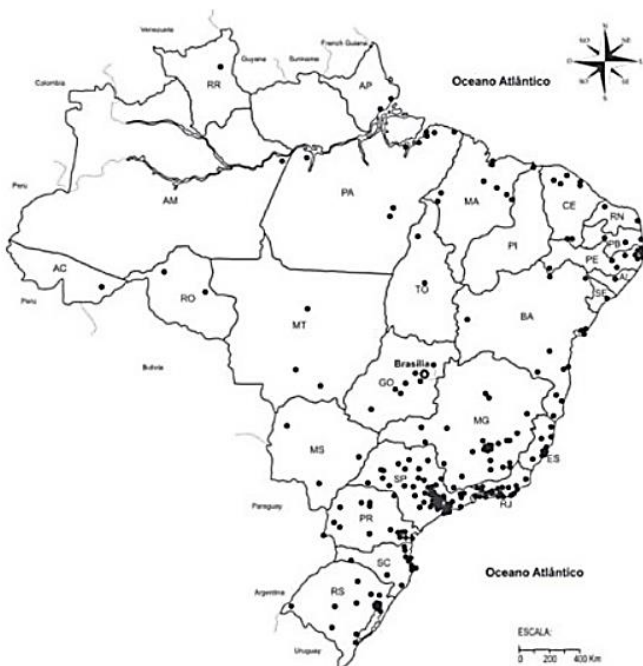 Venezuela
French Guiana
Guyana
Suriname
Colombia
RR
AP
Oceano Atlântico
N
S
Peru
AM
PA
MA
CE
RN
PB
PI
PE
AL
SE
AC
RO
TO
Peru
MT
BA
Bolivia
Brasília
GO
MG
MS
ES
SP
RJ
Paraguay
PR
SC
Oceano Atlântico
Argentina
RS
Uruguay
ESCALA:
0 200 400 Km